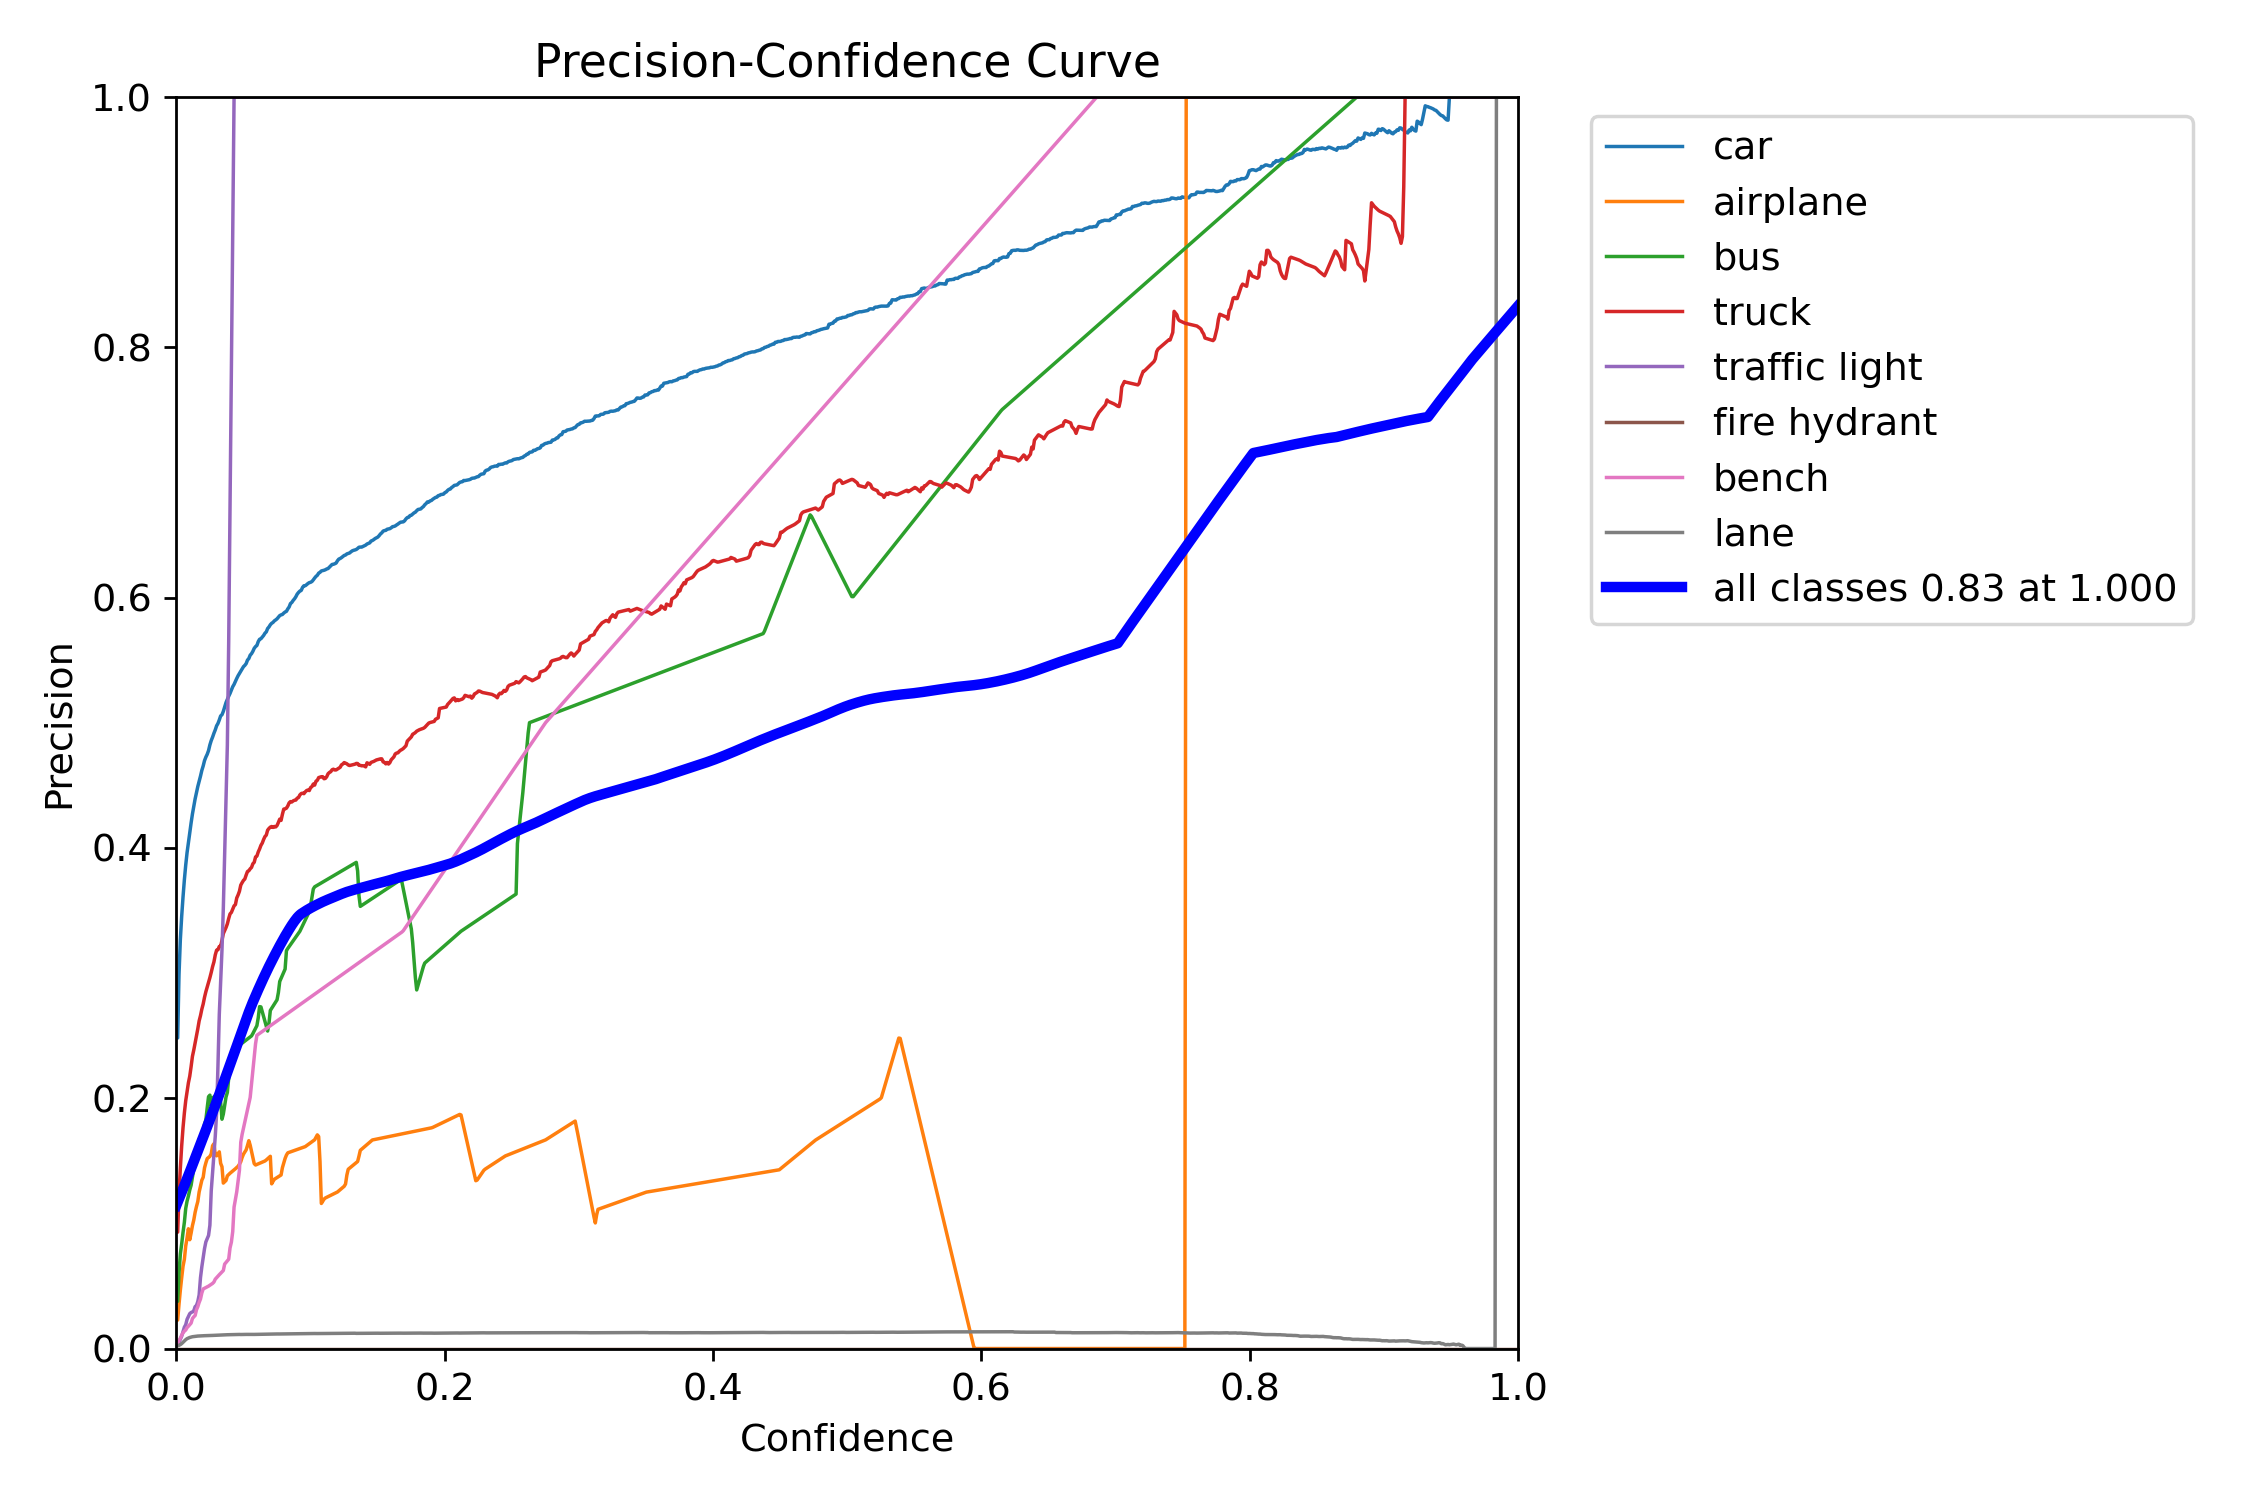 Precision-Confidence Curve
1.0
0.8
0.6
0.4
0.2
0.0
Precision
0.0 0.2 0.4 0.6 0.8 1.0
Confidence
car
airplane
bus
truck
traffic light
fire hydrant
bench
lane
all classes 0.83 at 1.000